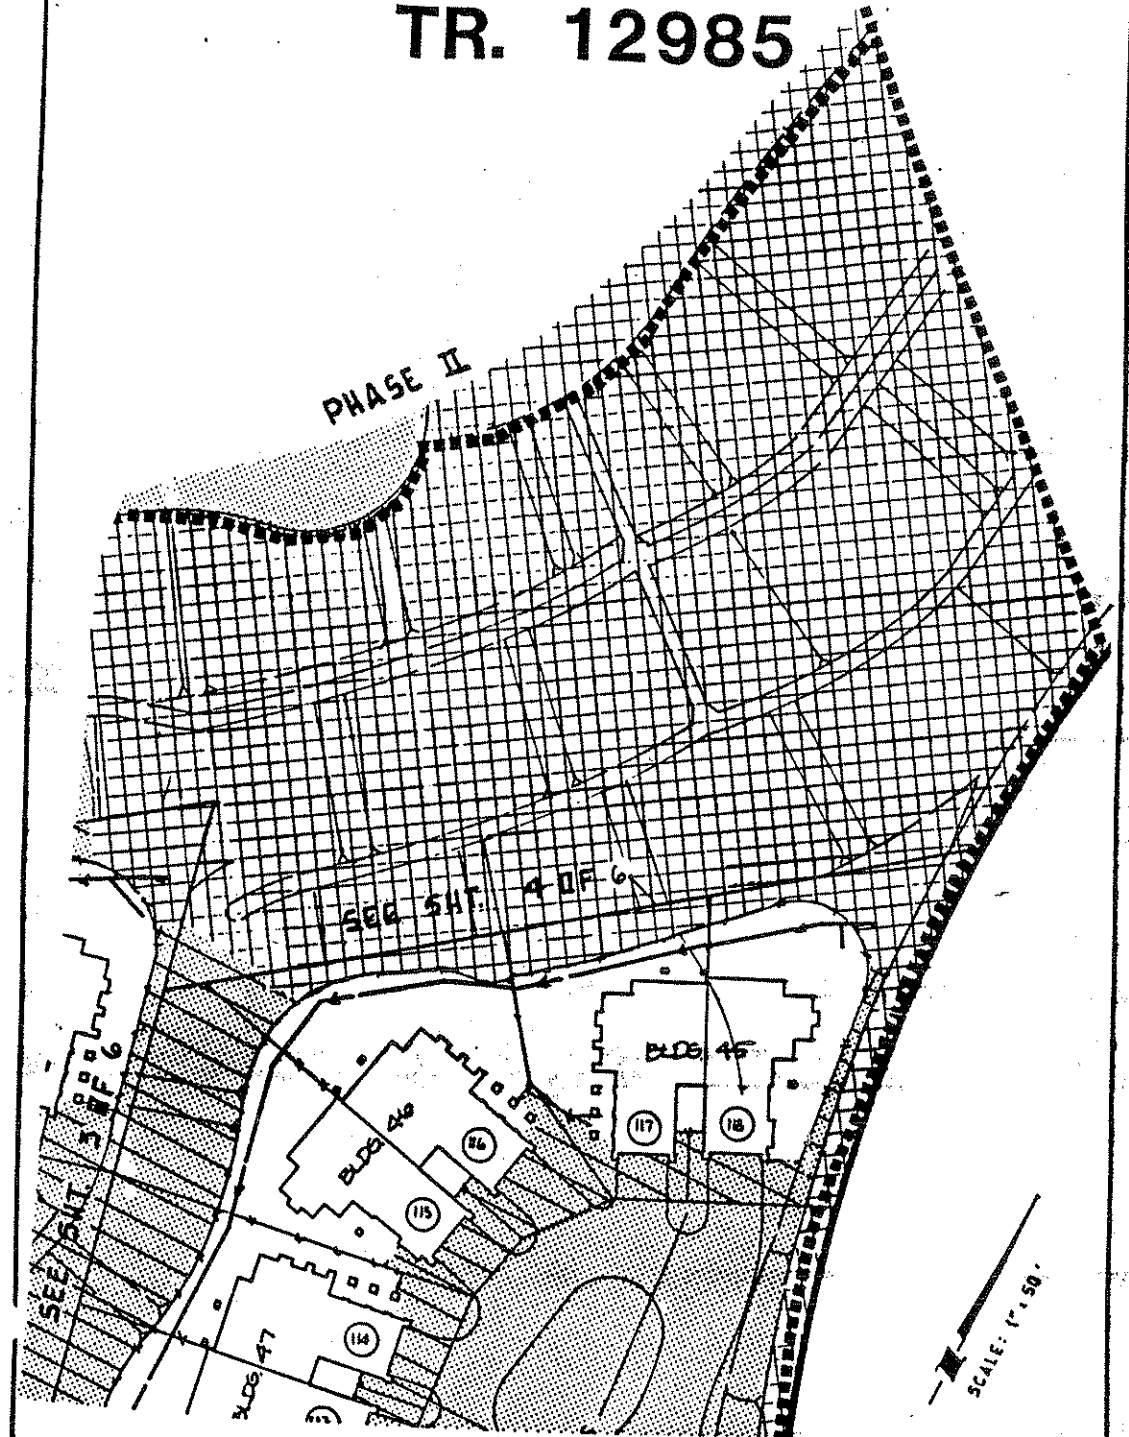 TR. 12985
PHASE II
SEE SHT. 4 OF 6
BLDG. 45
117
118
BLDG. 46
116
115
SEE SHT 3 OF 6
BLDG. 47
114
SCALE: 1" = 50'